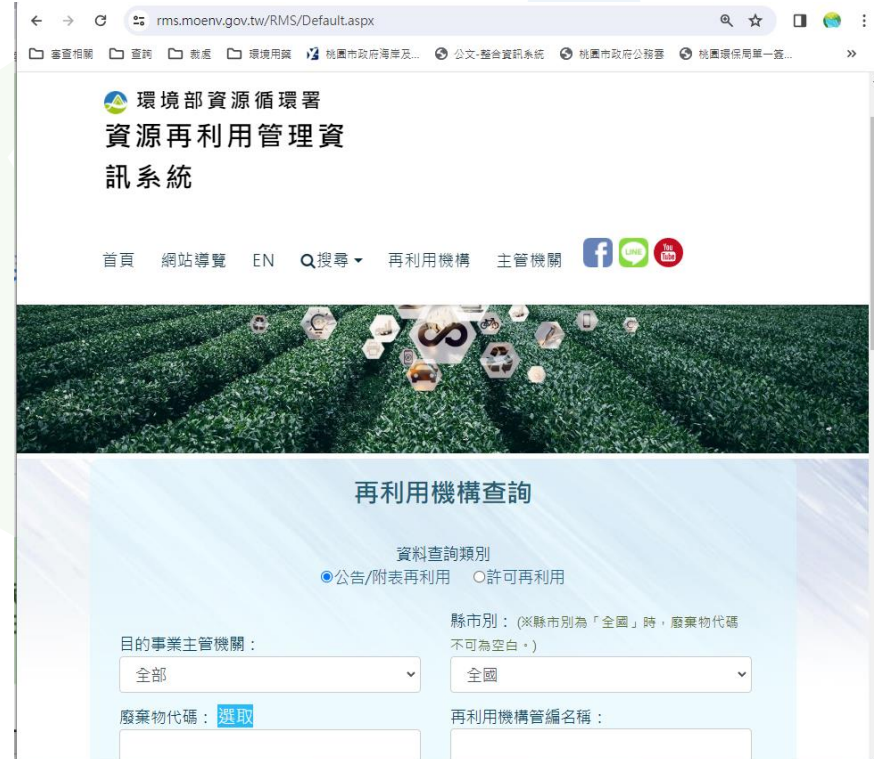 rms.moenv.gov.tw/RMS/Default.aspx
審查相關 查詢 裁處 環境用藥 桃園市政府海岸及... 公文-整合資訊系統 桃園市政府公務雲 桃園環保局單一簽... »
環境部資源循環署
資源再利用管理資
訊系統
首頁 網站導覽 EN 搜尋 再利用機構 主管機關 f LINE You Tube
再利用機構查詢
資料查詢類別
公告/附表再利用 許可再利用
縣市別：(※縣市別為「全國」時，廢棄物代碼
不可為空白。)
目的事業主管機關：
全部 全國
廢棄物代碼： 選取 再利用機構管編名稱：